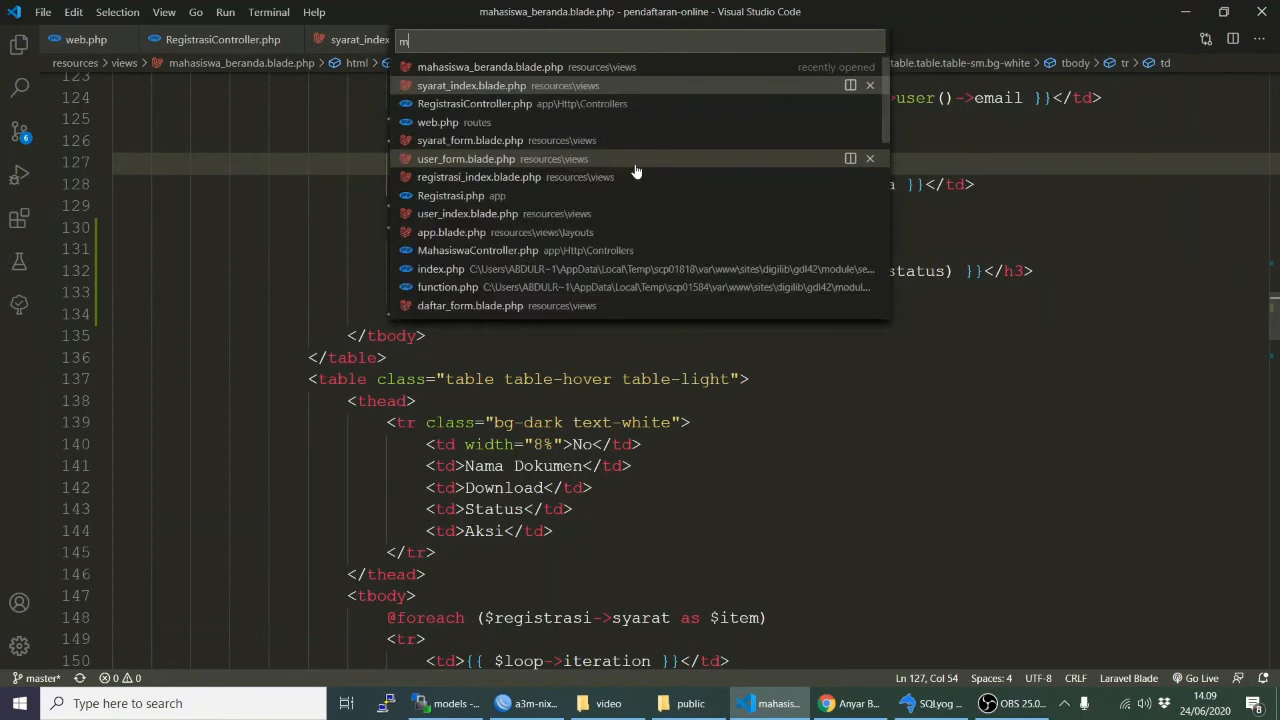 File Edit Selection View Go Run Terminal Help mahasiswa_beranda.blade.php - pendaftaran-online - Visual Studio Code
web.php RegistrasiController.php syarat_index
m
resources > views > mahasiswa_beranda.blade.php > html table.table-sm.bg-white > tbody > tr > td
mahasiswa_beranda.blade.php resources\views recently opened
syarat_index.blade.php resources\views
RegistrasiController.php app\Http\Controllers
web.php routes
syarat_form.blade.php resources\views
user_form.blade.php resources\views
registrasi_index.blade.php resources\views
Registrasi.php app
user_index.blade.php resources\views
app.blade.php resources\views\layouts
MahasiswaController.php app\Http\Controllers
index.php C:\Users\ABDULR~1\AppData\Local\Temp\scp01818\var\www\sites\digilib\gdl42\module\se...
function.php C:\Users\ABDULR~1\AppData\Local\Temp\scp01584\var\www\sites\digilib\gdl42\modul...
daftar_form.blade.php resources\views
123
124 >user()->email }}</td>
125 <
126 <
127
128 }}</td>
129 <
130 <
131
132 status) }}</h3>
133
134 <
135 </tbody>
136 </table>
137 <table class="table table-hover table-light">
138 <thead>
139 <tr class="bg-dark text-white">
140 <td width="8%">No</td>
141 <td>Nama Dokumen</td>
142 <td>Download</td>
143 <td>Status</td>
144 <td>Aksi</td>
145 </tr>
146 </thead>
147 <tbody>
148 @foreach ($registrasi->syarat as $item)
149 <tr>
150 <td>{{ $loop->iteration }}</td>
6
master* 0 0 Ln 127, Col 54 Spaces: 4 UTF-8 CRLF Laravel Blade Go Live
Type here to search models -... a3m-nix... video public mahasis... Anyar B... SQLyog ... OBS 25.0... 14.09
24/06/2020
8